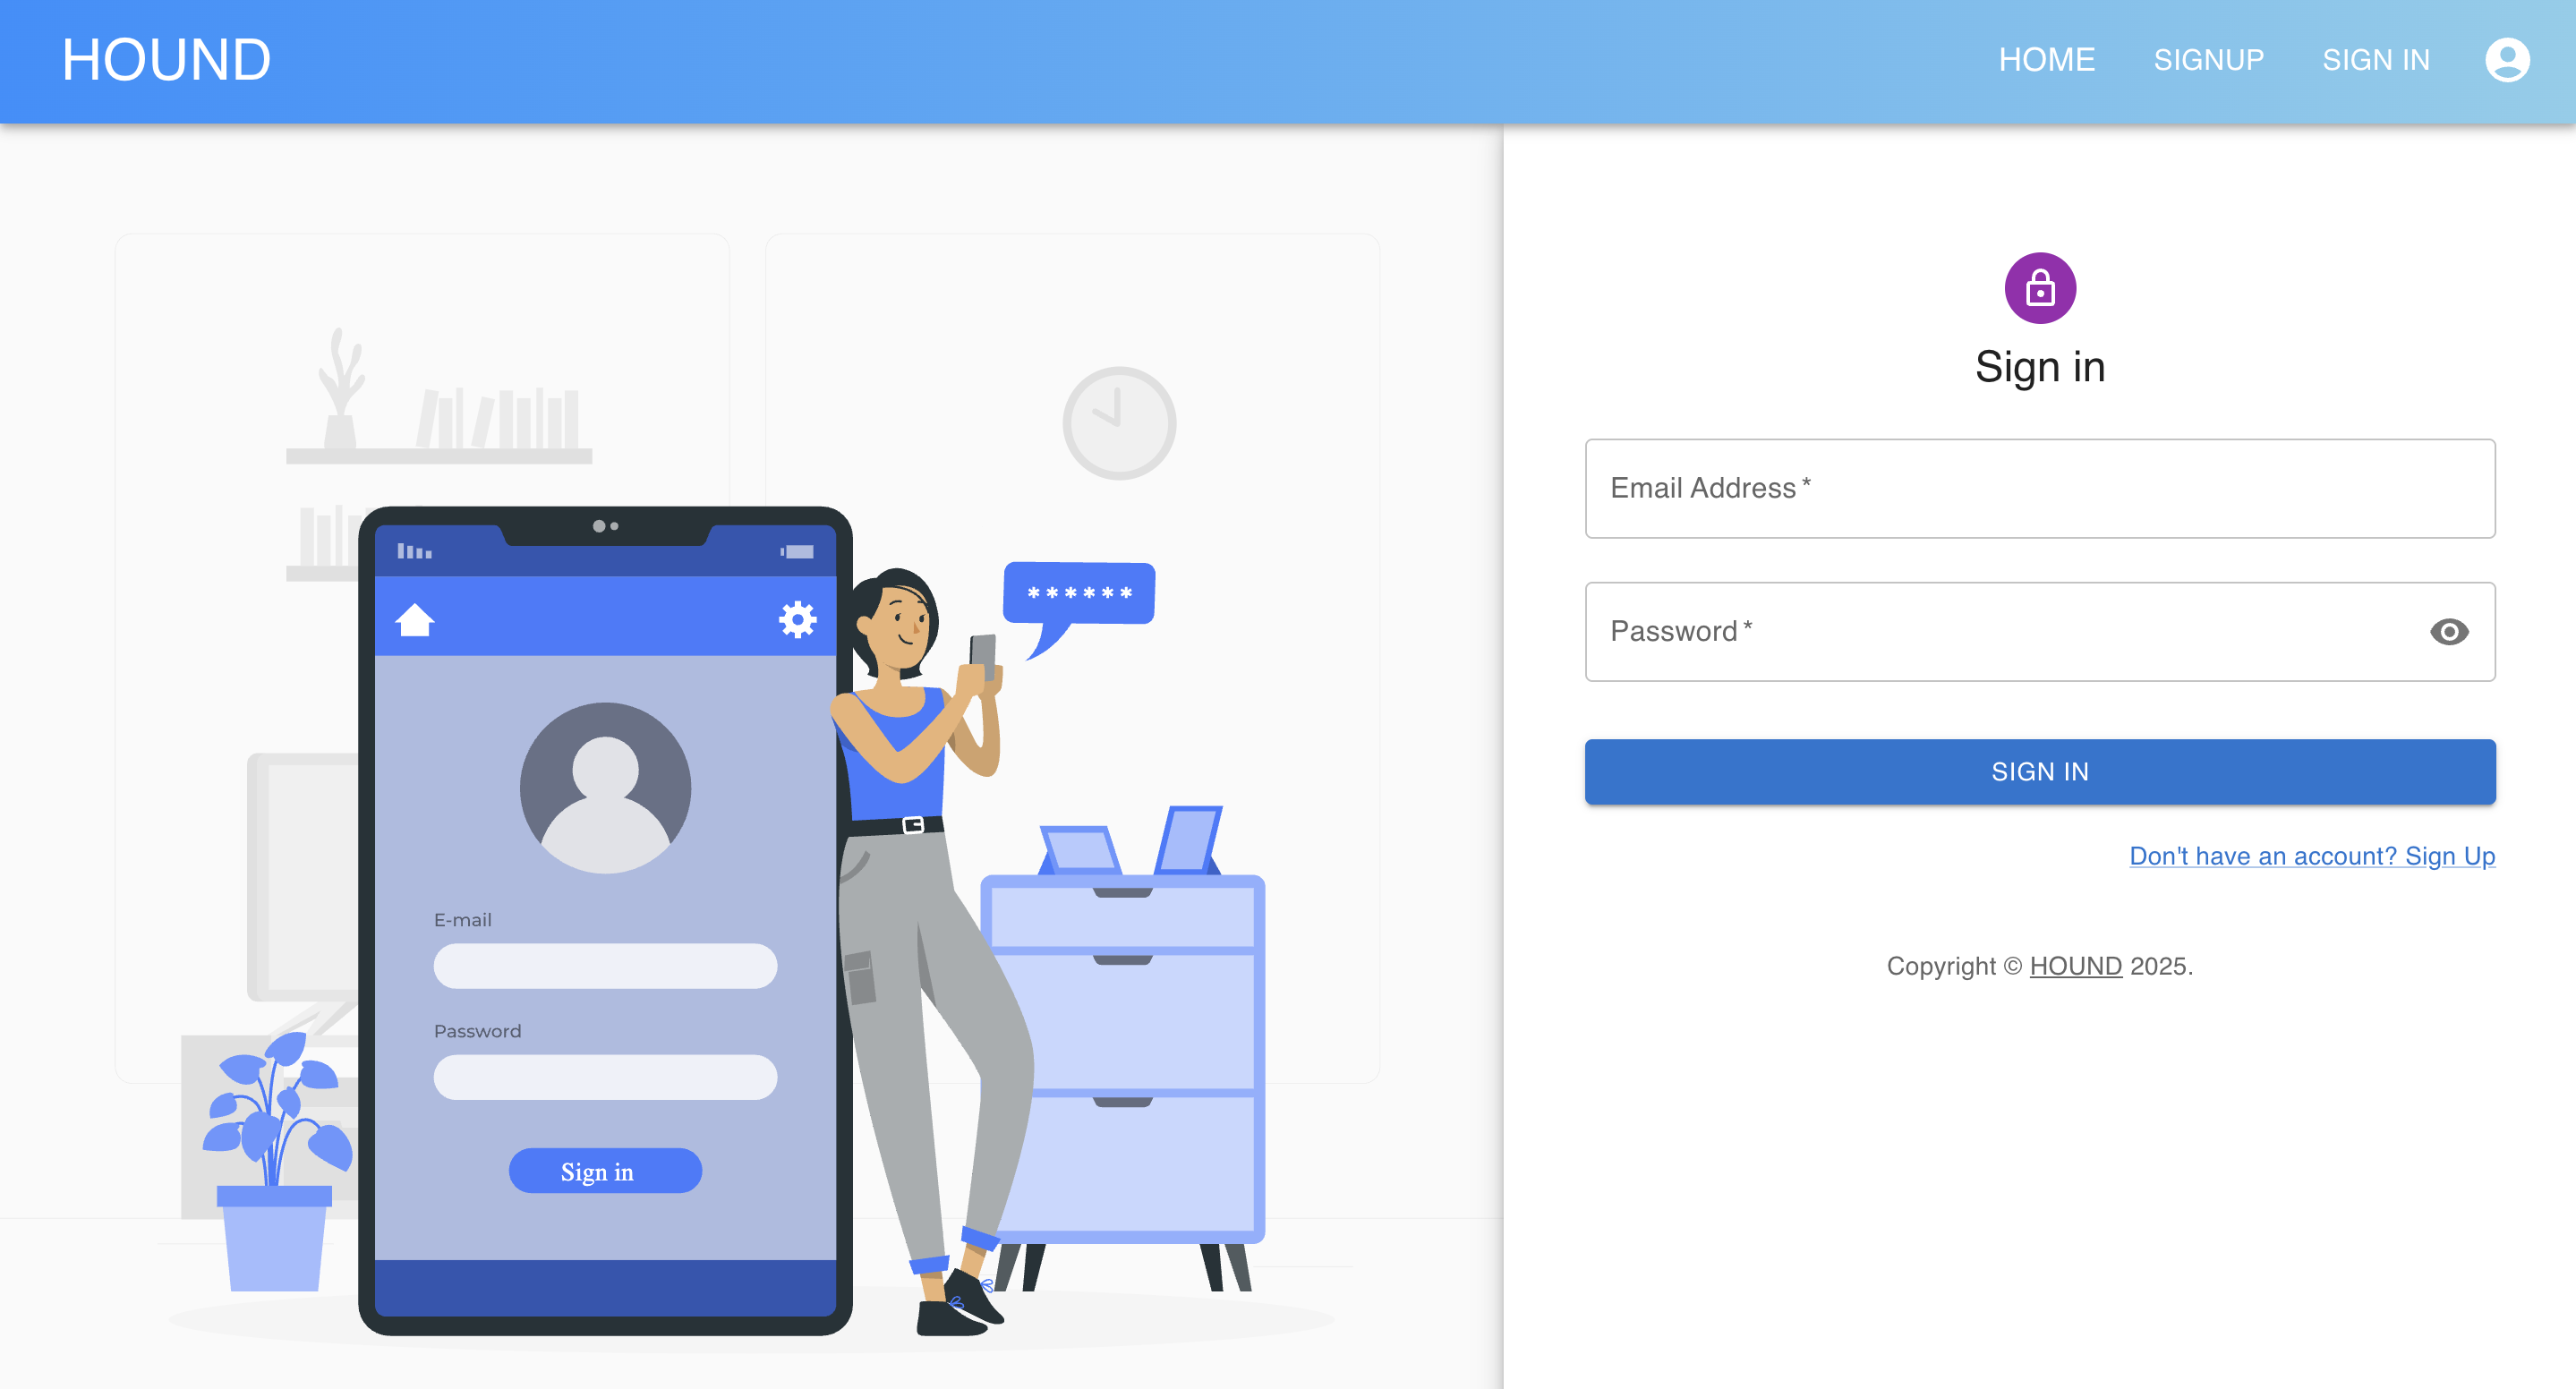 HOUND
HOME SIGNUP SIGN IN
******
E-mail
Password
Sign in
Sign in
Email Address *
Password *
SIGN IN
Don't have an account? Sign Up
Copyright © HOUND 2025.